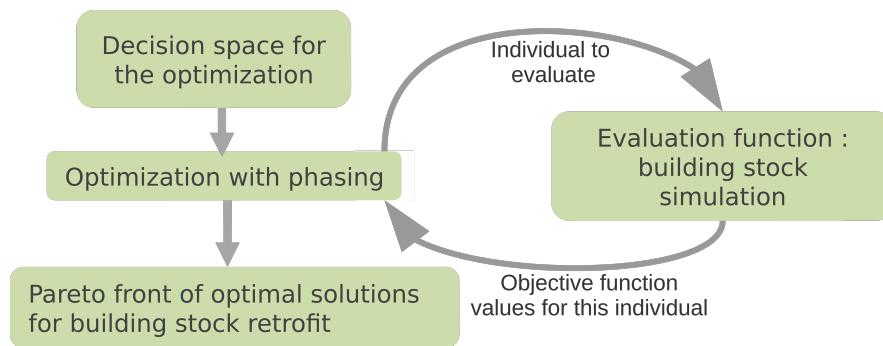 Decision space for
the optimization
Individual to
evaluate
Evaluation function :
building stock
simulation
Optimization with phasing
Objective function
values for this individual
Pareto front of optimal solutions
for building stock retrofit